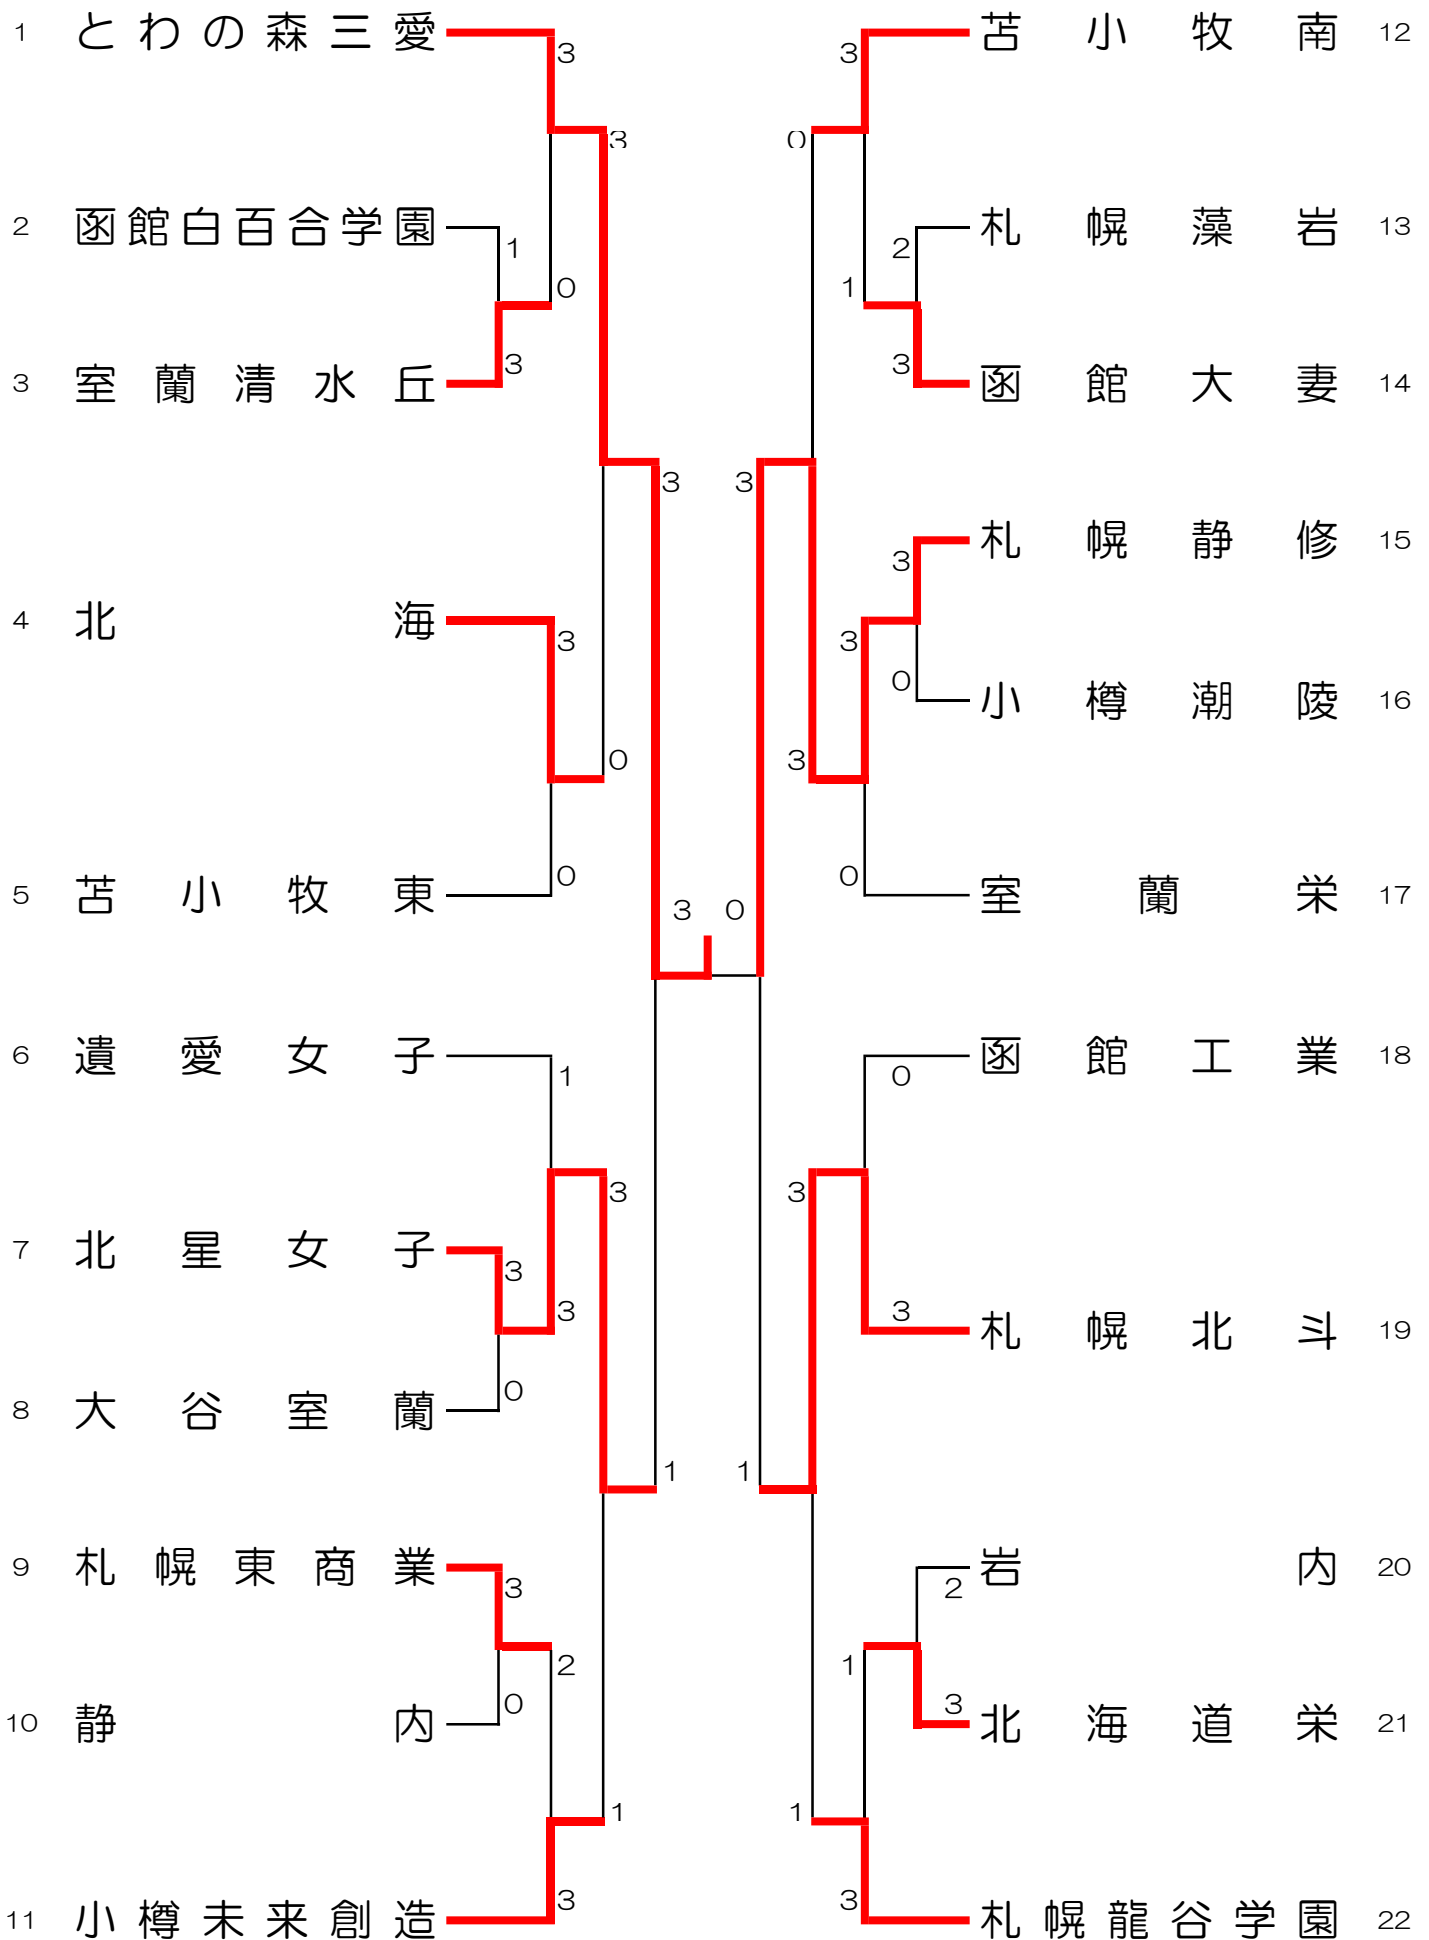 1 とわの森三愛 3 3 苫小牧南 12
3 0
2 函館白百合学園 1 2 札幌藻岩 13
0 1
3 室蘭清水丘 3 3 函館大妻 14
3 3
3 札幌静修 15
4 北海 3 3
0 小樽潮陵 16
0 3
5 苫小牧東 0 0 室蘭栄 17
3 0
6 遺愛女子 1 0 函館工業 18
3 3
7 北星女子 3
3 3 札幌北斗 19
8 大谷室蘭 0
1 1
9 札幌東商業 3 2 岩内 20
2 1
10 静内 0 3 北海道栄 21
1 1
11 小樽未来創造 3 3 札幌龍谷学園 22